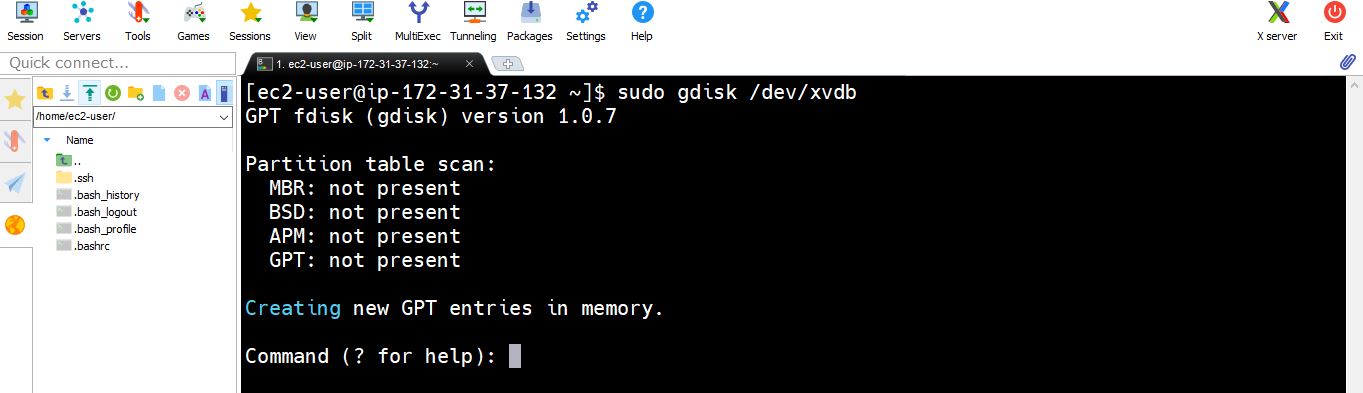 Session Servers Tools Games Sessions View Split MultiExec Tunneling Packages Settings Help X server Exit
Quick connect...
1. ec2-user@ip-172-31-37-132:~
/home/ec2-user/
Name
..
.ssh
.bash_history
.bash_logout
.bash_profile
.bashrc
[ec2-user@ip-172-31-37-132 ~]$ sudo gdisk /dev/xvdb
GPT fdisk (gdisk) version 1.0.7
Partition table scan:
MBR: not present
BSD: not present
APM: not present
GPT: not present
Creating new GPT entries in memory.
Command (? for help):